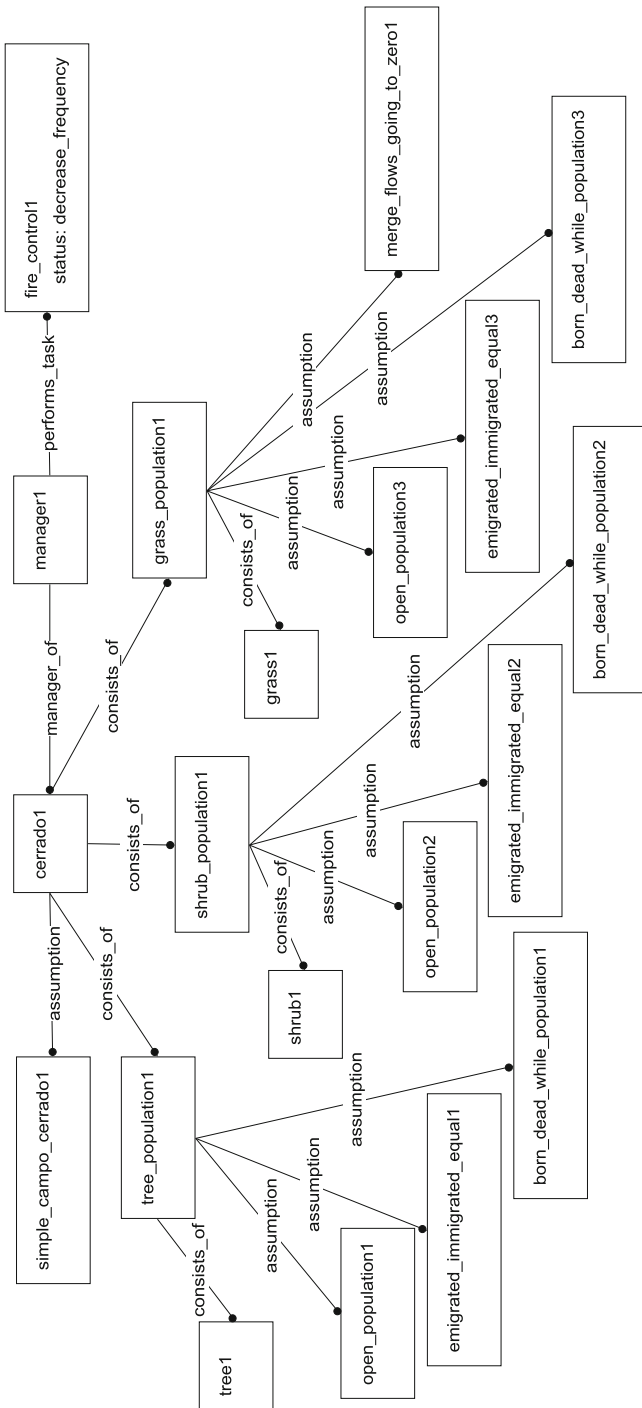 simple_campo_cerrado1
assumption
cerrado1
manager_of
manager1
performs_task
fire_control1
status: decrease_frequency
consists_of
consists_of
consists_of
tree_population1
shrub_population1
grass_population1
consists_of
tree1
assumption
assumption
assumption
open_population1
emigrated_immigrated_equal1
born_dead_while_population1
consists_of
shrub1
assumption
assumption
assumption
open_population2
emigrated_immigrated_equal2
born_dead_while_population2
consists_of
grass1
assumption
assumption
assumption
assumption
open_population3
emigrated_immigrated_equal3
born_dead_while_population3
merge_flows_going_to_zero1